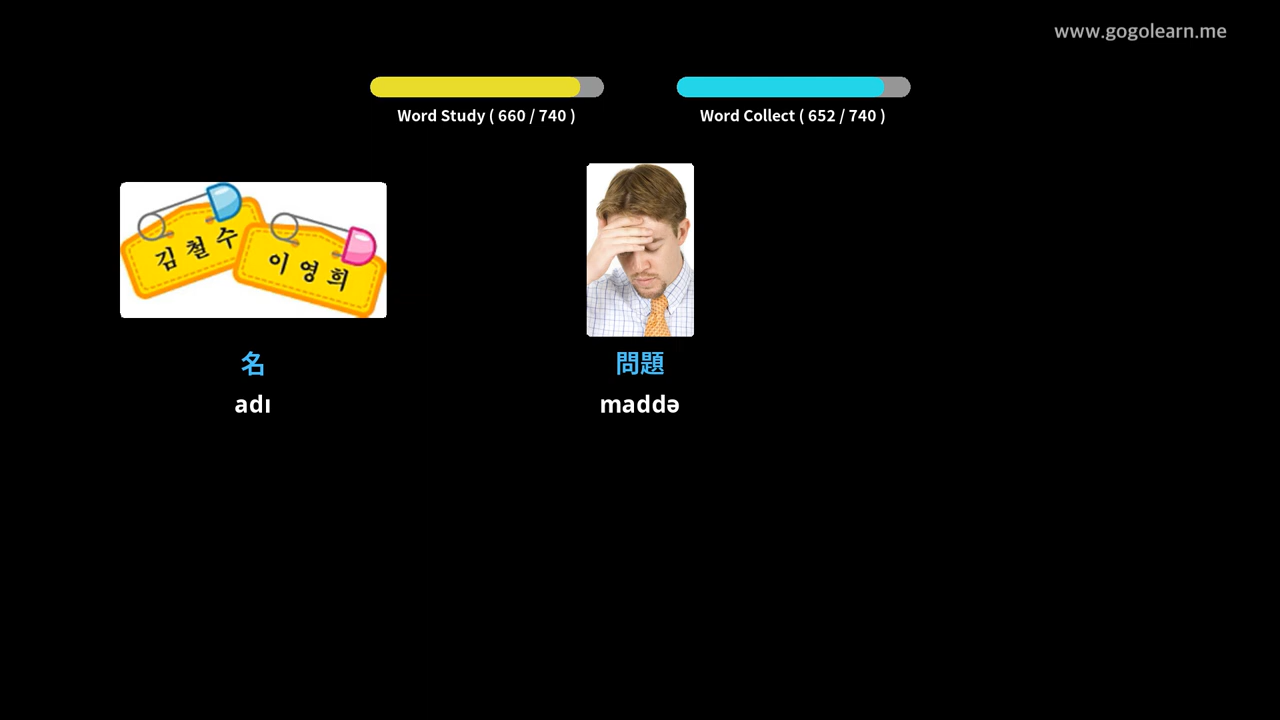 www.gogolearn.me
Word Study ( 660 / 740 )
Word Collect ( 652 / 740 )
김철수
이영희
名
adı
問題
maddə